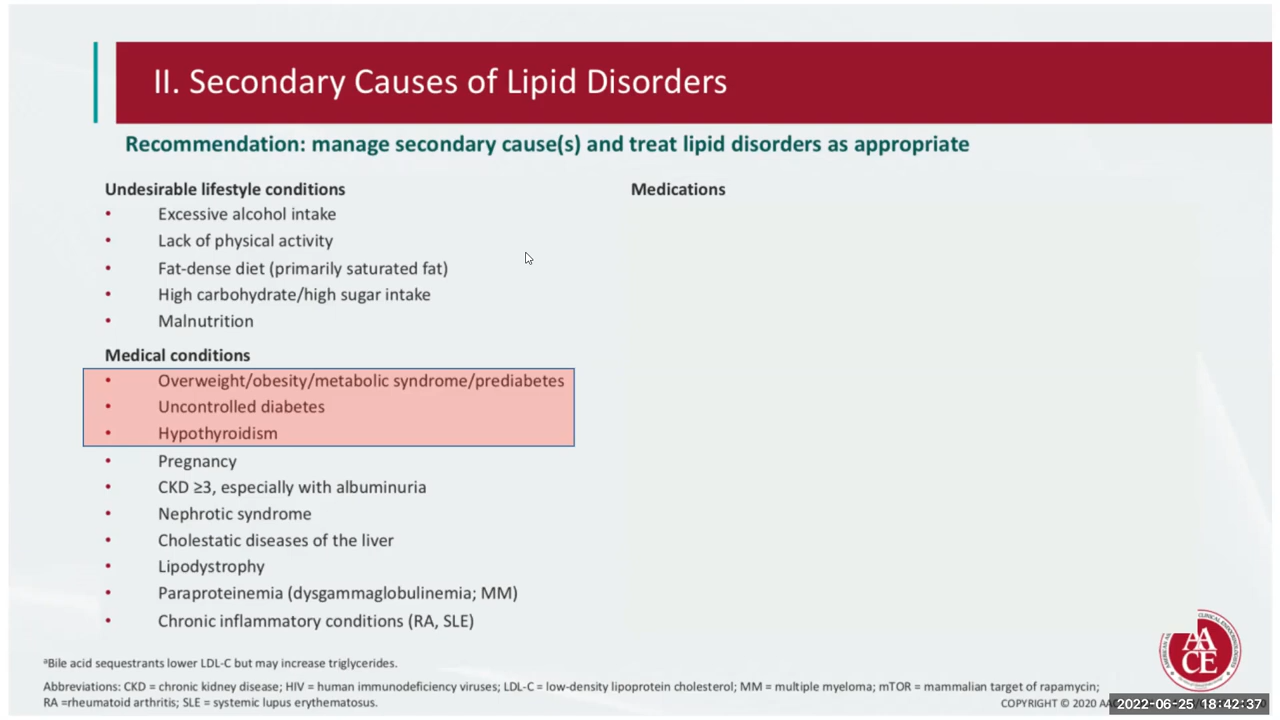 II. Secondary Causes of Lipid Disorders
Recommendation: manage secondary cause(s) and treat lipid disorders as appropriate
Undesirable lifestyle conditions
• Excessive alcohol intake
• Lack of physical activity
• Fat-dense diet (primarily saturated fat)
• High carbohydrate/high sugar intake
• Malnutrition
Medical conditions
• Overweight/obesity/metabolic syndrome/prediabetes
• Uncontrolled diabetes
• Hypothyroidism
• Pregnancy
• CKD ≥3, especially with albuminuria
• Nephrotic syndrome
• Cholestatic diseases of the liver
• Lipodystrophy
• Paraproteinemia (dysgammaglobulinemia; MM)
• Chronic inflammatory conditions (RA, SLE)
Medications
AACE
ᵃBile acid sequestrants lower LDL-C but may increase triglycerides.
Abbreviations: CKD = chronic kidney disease; HIV = human immunodeficiency viruses; LDL-C = low-density lipoprotein cholesterol; MM = multiple myeloma; mTOR = mammalian target of rapamycin;
RA =rheumatoid arthritis; SLE = systemic lupus erythematosus.
COPYRIGHT © 2020
2022-06-25 18:42:37